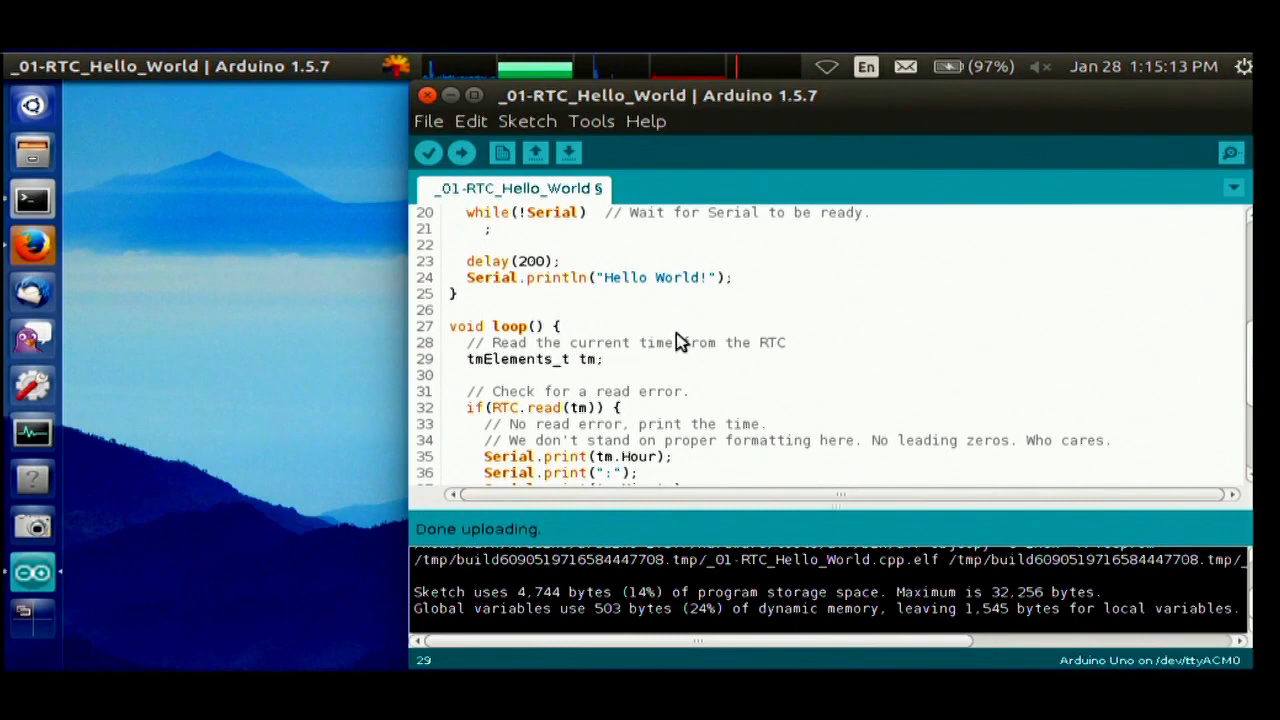 _01-RTC_Hello_World | Arduino 1.5.7
En
(97%)
Jan 28 1:15:13 PM
_01-RTC_Hello_World | Arduino 1.5.7
File Edit Sketch Tools Help
_01-RTC_Hello_World §
20 while(!Serial) // Wait for Serial to be ready.
21 ;
22
23 delay(200);
24 Serial.println("Hello World!");
25 }
26
27 void loop() {
28 // Read the current time from the RTC
29 tmElements_t tm;
30
31 // Check for a read error.
32 if(RTC.read(tm)) {
33 // No read error, print the time.
34 // We don't stand on proper formatting here. No leading zeros. Who cares.
35 Serial.print(tm.Hour);
36 Serial.print(":");
Done uploading.
/tmp/build6090519716584447708.tmp/_01-RTC_Hello_World.cpp.elf /tmp/build6090519716584447708.tmp/_
Sketch uses 4,744 bytes (14%) of program storage space. Maximum is 32,256 bytes.
Global variables use 503 bytes (24%) of dynamic memory, leaving 1,545 bytes for local variables.
29
Arduino Uno on /dev/ttyACM0